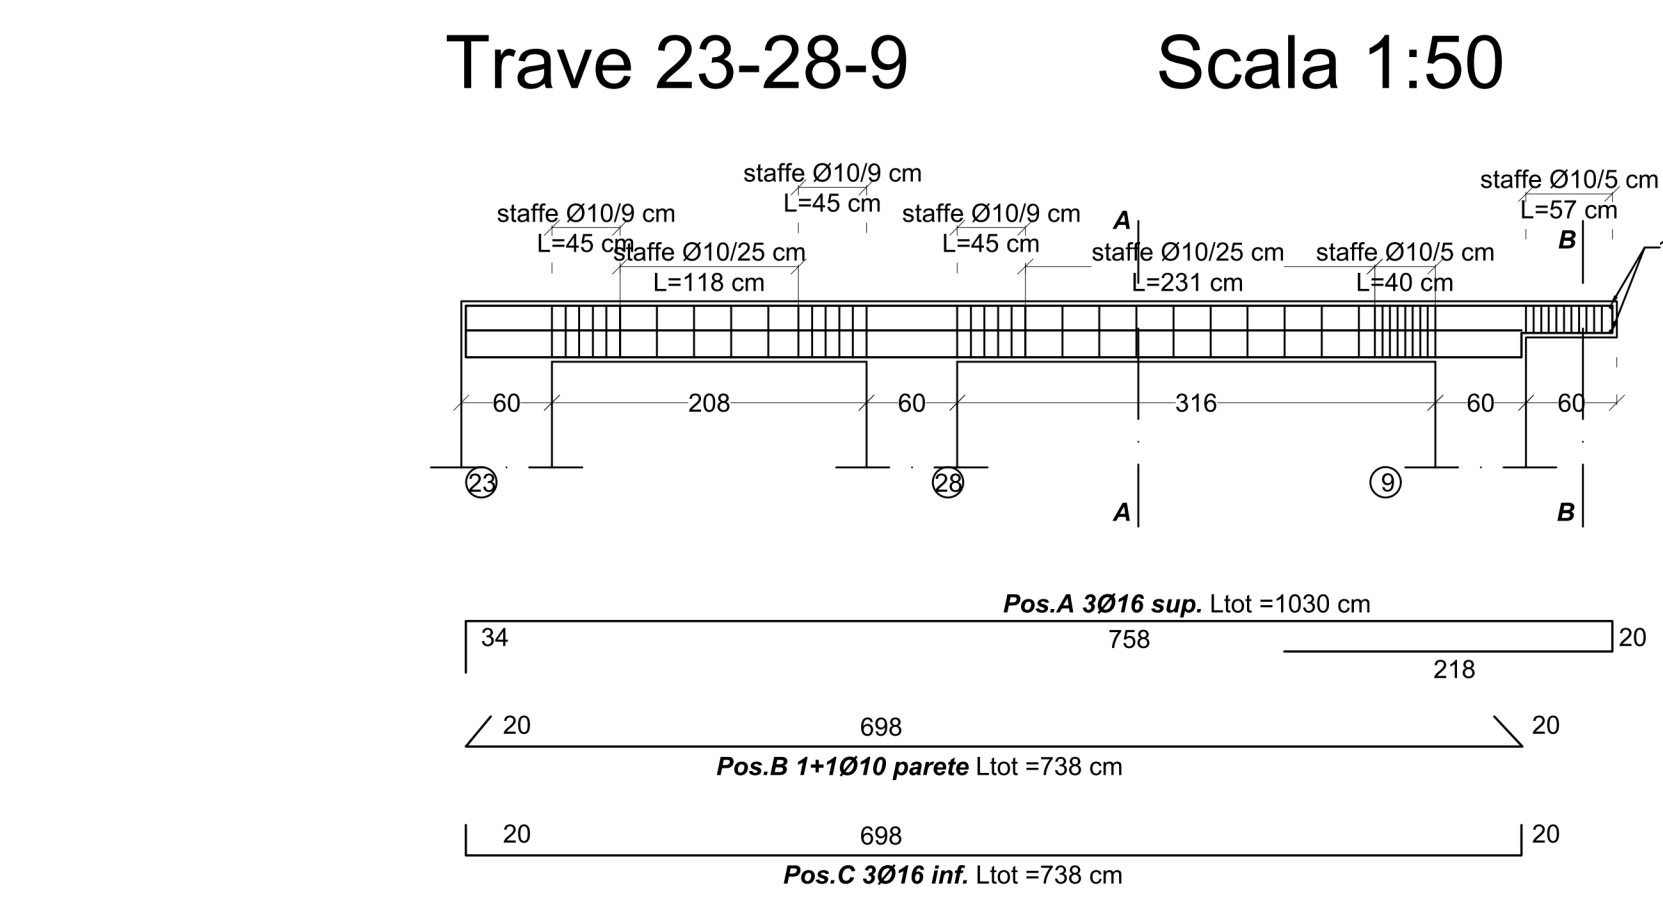 Trave 23-28-9 Scala 1:50
staffe Ø10/9 cm
L=45 cm
staffe Ø10/5 cm
L=57 cm
staffe Ø10/9 cm
L=45 cm
staffe Ø10/9 cm
L=45 cm
A
B
staffe Ø10/25 cm
L=118 cm
staffe Ø10/25 cm
L=231 cm
staffe Ø10/5 cm
L=40 cm
60 208 60 316 60 60
23 28 9
A B
Pos.A 3Ø16 sup. Ltot =1030 cm
34 758 20
218
20 698 20
Pos.B 1+1Ø10 parete Ltot =738 cm
20 698 20
Pos.C 3Ø16 inf. Ltot =738 cm